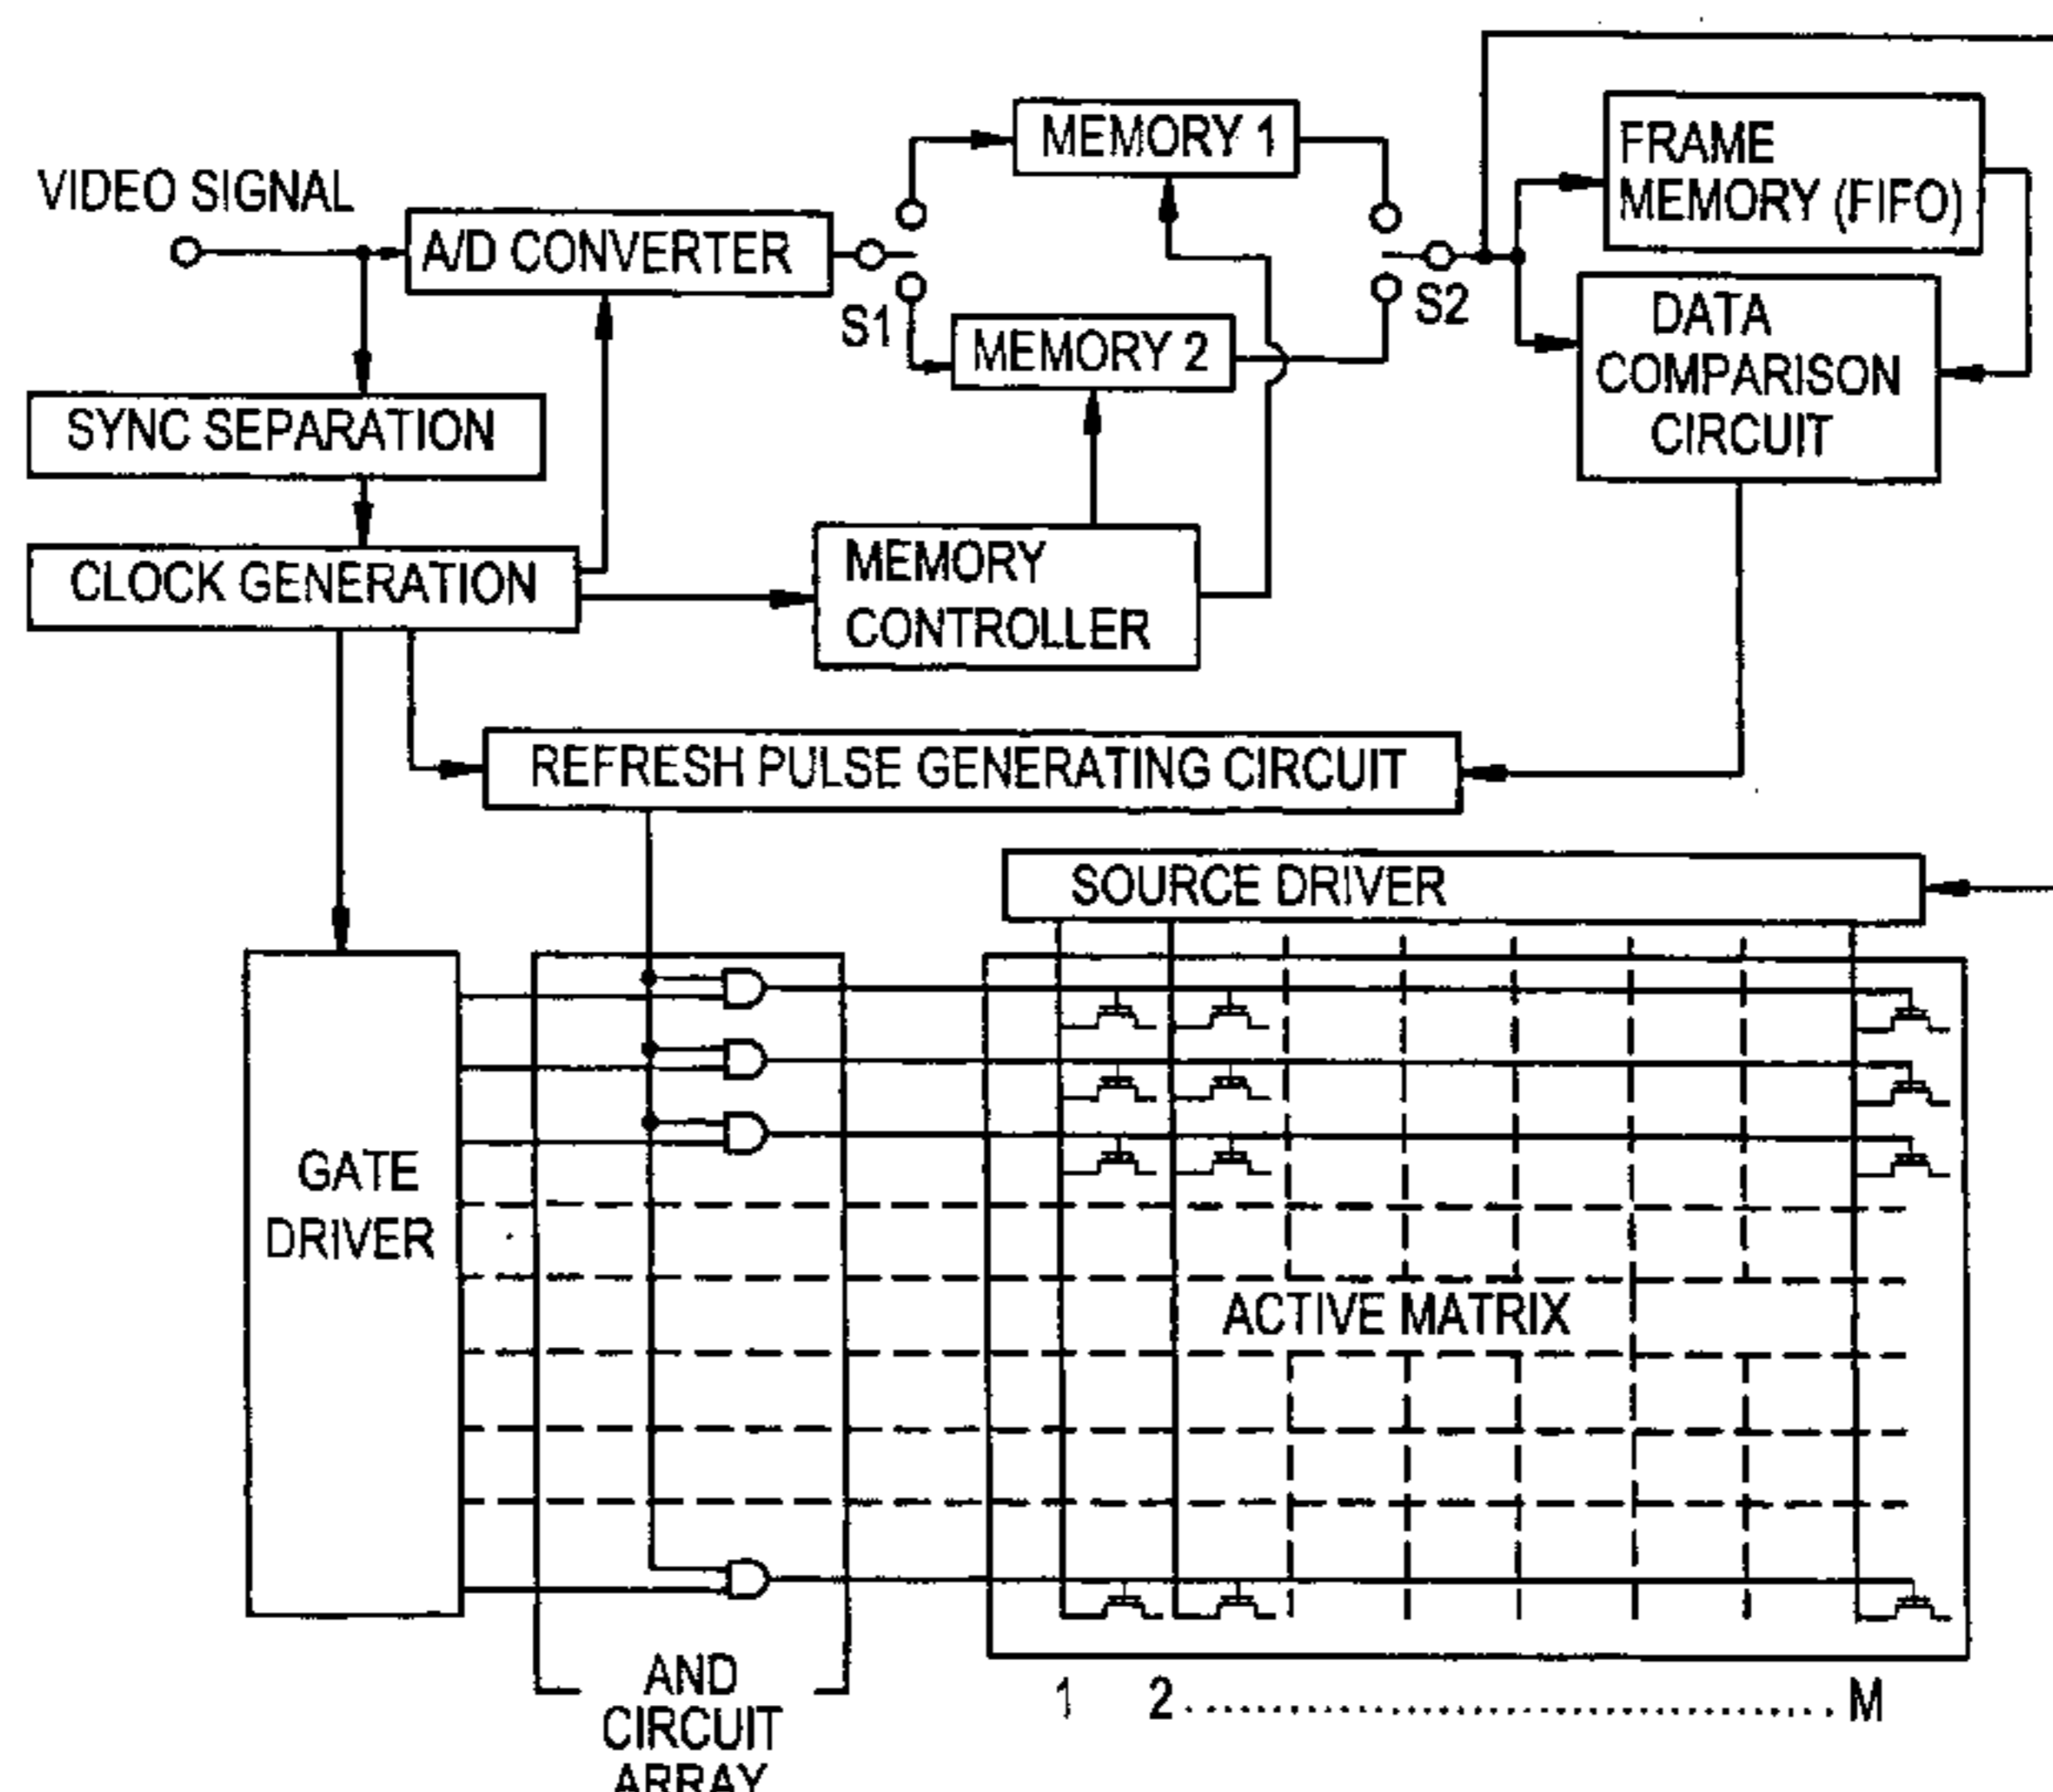 VIDEO SIGNAL
A/D CONVERTER
S1
MEMORY 1
MEMORY 2
S2
FRAME
MEMORY (FIFO)
DATA
COMPARISON
CIRCUIT
SYNC SEPARATION
CLOCK GENERATION
MEMORY
CONTROLLER
REFRESH PULSE GENERATING CIRCUIT
SOURCE DRIVER
GATE
DRIVER
ACTIVE MATRIX
AND
CIRCUIT
ARRAY
1 2 ........................................ M